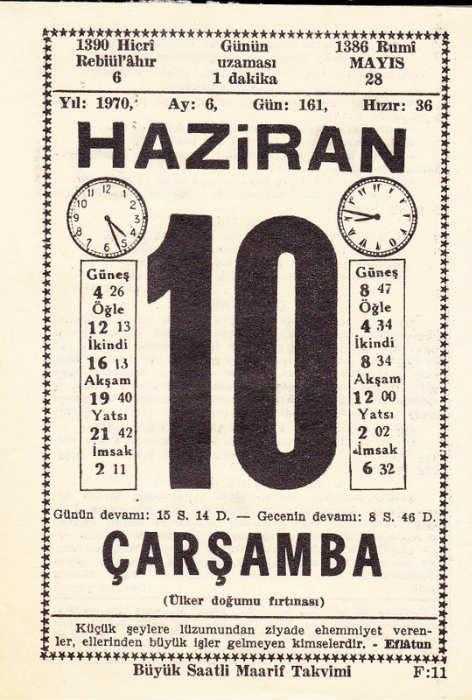 1390 Hicrî Günün 1386 Rumî
Rebiül'âhır uzaması MAYIS
6 1 dakika 28
Yıl: 1970, Ay: 6, Gün: 161, Hızır: 36
HAZiRAN
10
Güneş
4 26
Öğle
12 13
İkindi
16 13
Akşam
19 40
Yatsı
21 42
İmsak
2 11
Güneş
8 47
Öğle
4 34
İkindi
8 34
Akşam
12 00
Yatsı
2 02
İmsak
6 32
Günün devamı: 15 S. 14 D. — Gecenin devamı: 8 S. 46 D.
ÇARŞAMBA
(Ülker doğumu fırtınası)
Küçük şeylere lüzumundan ziyade ehemmiyet veren-
ler, ellerinden büyük işler gelmeyen kimselerdir. - Eflâtun
Büyük Saatli Maarif Takvimi F:11